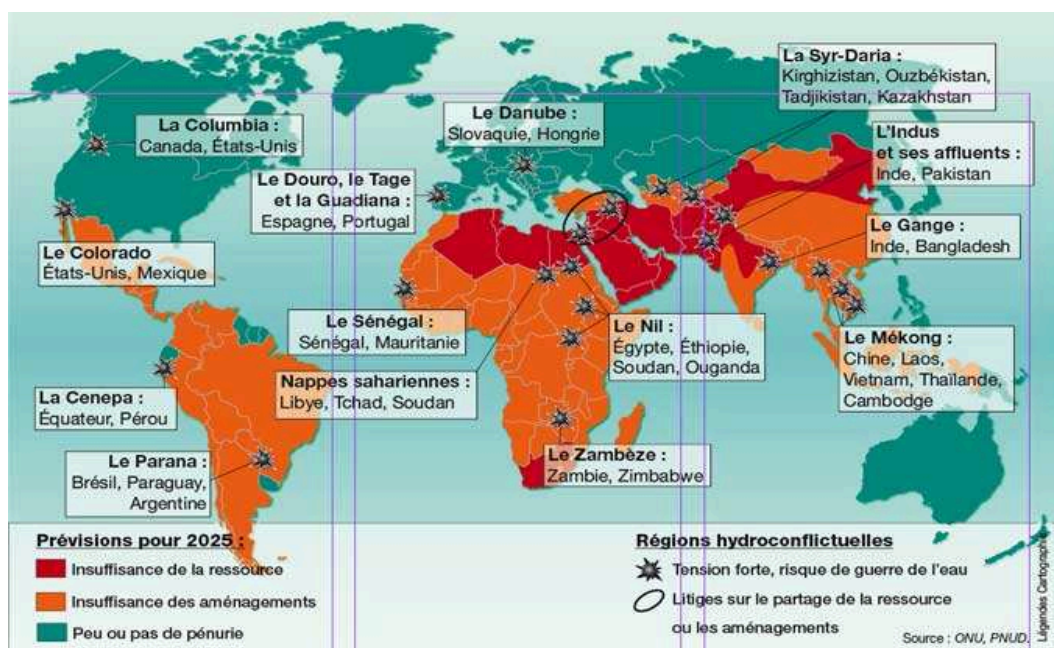 La Syr-Daria :
Kirghizistan, Ouzbékistan,
Tadjikistan, Kazakhstan
La Columbia :
Canada, États-Unis
Le Danube :
Slovaquie, Hongrie
L'Indus
et ses affluents :
Inde, Pakistan
Le Douro, le Tage
et la Guadiana :
Espagne, Portugal
Le Gange :
Inde, Bangladesh
Le Colorado
États-Unis, Mexique
Le Sénégal :
Sénégal, Mauritanie
Le Nil :
Égypte, Éthiopie,
Soudan, Ouganda
Le Mékong :
Chine, Laos,
Vietnam, Thaïlande,
Cambodge
Nappes sahariennes :
Libye, Tchad, Soudan
La Cenepa :
Équateur, Pérou
Le Parana :
Brésil, Paraguay,
Argentine
Le Zambèze :
Zambie, Zimbabwe
Prévisions pour 2025 :
Insuffisance de la ressource
Insuffisance des aménagements
Peu ou pas de pénurie
Régions hydroconflictuelles
Tension forte, risque de guerre de l'eau
Litiges sur le partage de la ressource
ou les aménagements
Source : ONU, PNUD.
Légendes Cartographie